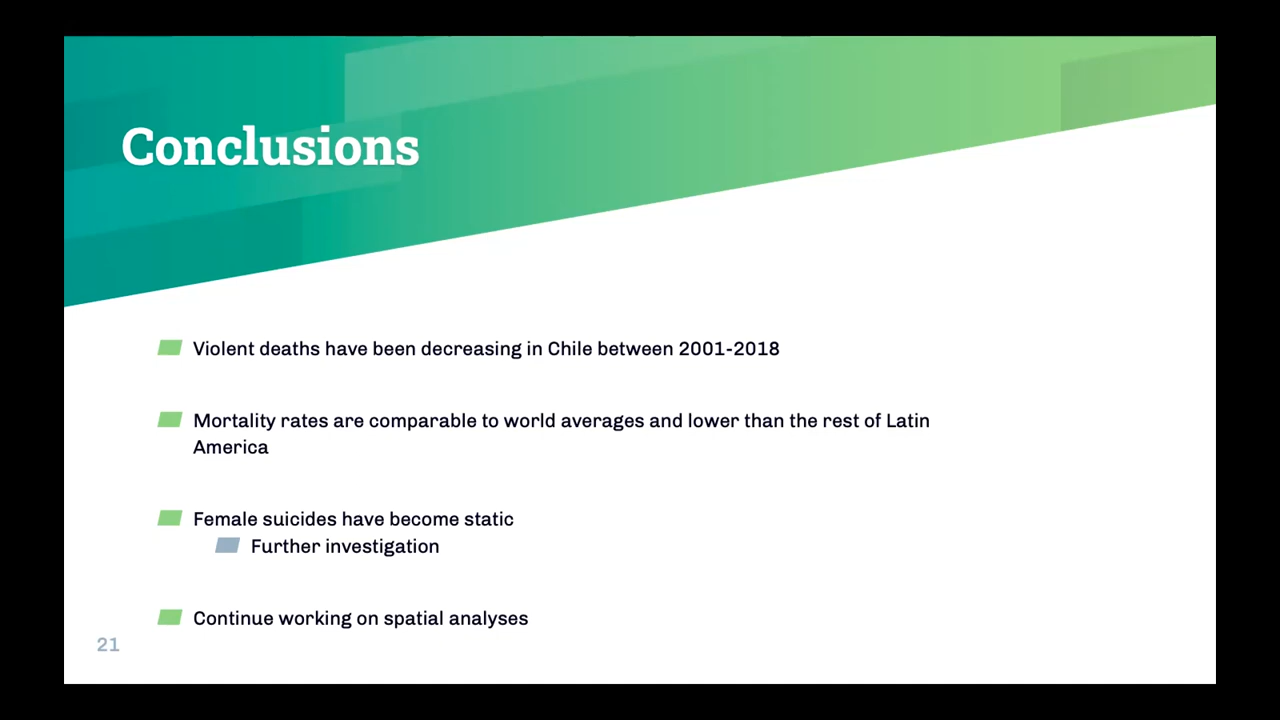 Conclusions
Violent deaths have been decreasing in Chile between 2001-2018
Mortality rates are comparable to world averages and lower than the rest of Latin
America
Female suicides have become static
Further investigation
Continue working on spatial analyses
21